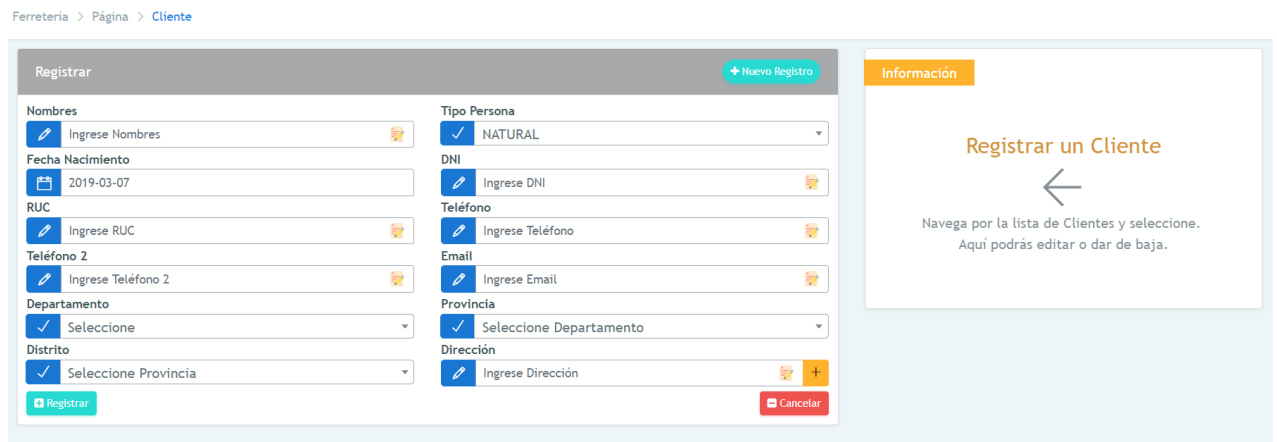 Ferretería > Página > Cliente
Registrar
+ Nuevo Registro
Información
Nombres
Tipo Persona
Ingrese Nombres
NATURAL
Fecha Nacimiento
DNI
2019-03-07
Ingrese DNI
RUC
Teléfono
Ingrese RUC
Ingrese Teléfono
Teléfono 2
Email
Ingrese Teléfono 2
Ingrese Email
Departamento
Provincia
Seleccione
Seleccione Departamento
Distrito
Dirección
Seleccione Provincia
Ingrese Dirección
+
Registrar
Cancelar
Registrar un Cliente
Navega por la lista de Clientes y seleccione.
Aquí podrás editar o dar de baja.